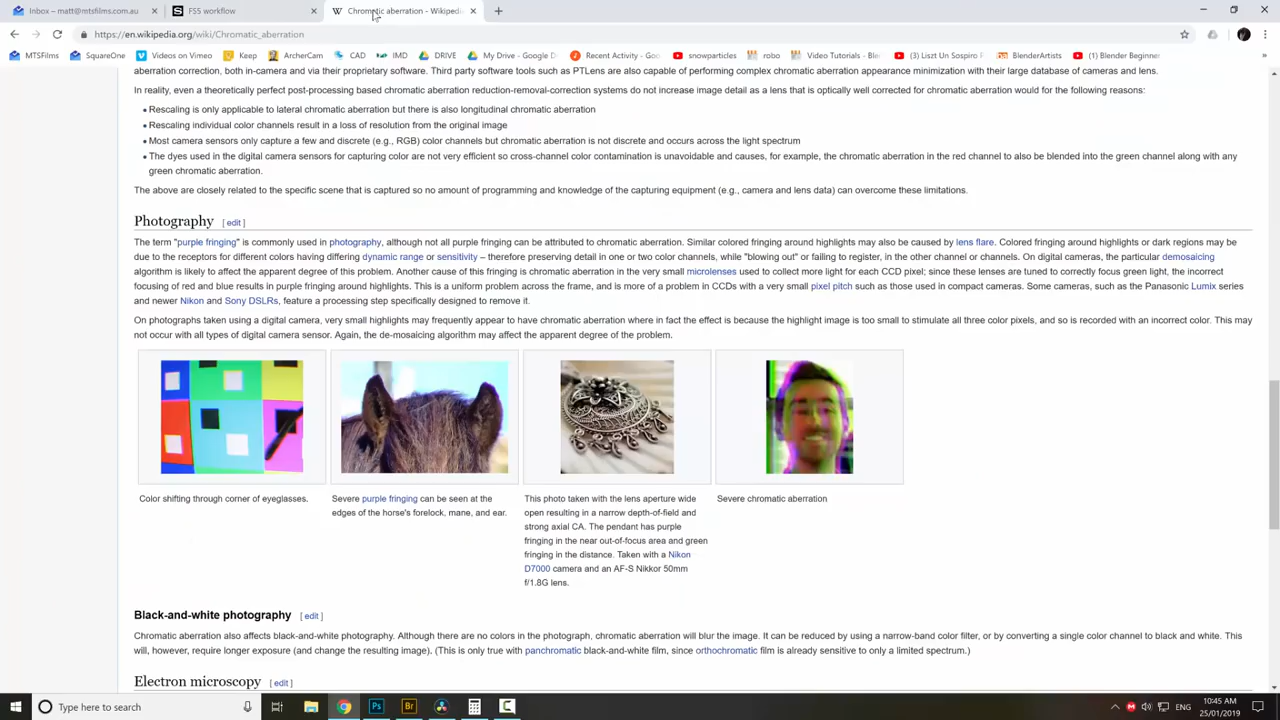 Inbox – matt@mtsfilms.com.au
FS5 workflow
Chromatic aberration - Wikiped
https://en.wikipedia.org/wiki/Chromatic_aberration
MTSFilms
SquareOne
Videos on Vimeo
Keep
ArcherCam
CAD
IMD
DRIVE
My Drive - Google D
Recent Activity - Goo
snowparticles
robo
Video Tutorials - Ble
(3) Liszt Un Sospiro
BlenderArtists
(1) Blender Beginner
aberration correction, both in-camera and via their proprietary software. Third party software tools such as PTLens are also capable of performing complex chromatic aberration appearance minimization with their large database of cameras and lens.
In reality, even a theoretically perfect post-processing based chromatic aberration reduction-removal-correction systems do not increase image detail as a lens that is optically well corrected for chromatic aberration would for the following reasons:
• Rescaling is only applicable to lateral chromatic aberration but there is also longitudinal chromatic aberration
• Rescaling individual color channels result in a loss of resolution from the original image
• Most camera sensors only capture a few and discrete (e.g., RGB) color channels but chromatic aberration is not discrete and occurs across the light spectrum
• The dyes used in the digital camera sensors for capturing color are not very efficient so cross-channel color contamination is unavoidable and causes, for example, the chromatic aberration in the red channel to also be blended into the green channel along with any
green chromatic aberration.
The above are closely related to the specific scene that is captured so no amount of programming and knowledge of the capturing equipment (e.g., camera and lens data) can overcome these limitations.
Photography [ edit ]
The term "purple fringing" is commonly used in photography, although not all purple fringing can be attributed to chromatic aberration. Similar colored fringing around highlights may also be caused by lens flare. Colored fringing around highlights or dark regions may be
due to the receptors for different colors having differing dynamic range or sensitivity – therefore preserving detail in one or two color channels, while "blowing out" or failing to register, in the other channel or channels. On digital cameras, the particular demosaicing
algorithm is likely to affect the apparent degree of this problem. Another cause of this fringing is chromatic aberration in the very small microlenses used to collect more light for each CCD pixel; since these lenses are tuned to correctly focus green light, the incorrect
focusing of red and blue results in purple fringing around highlights. This is a uniform problem across the frame, and is more of a problem in CCDs with a very small pixel pitch such as those used in compact cameras. Some cameras, such as the Panasonic Lumix series
and newer Nikon and Sony DSLRs, feature a processing step specifically designed to remove it.
On photographs taken using a digital camera, very small highlights may frequently appear to have chromatic aberration where in fact the effect is because the highlight image is too small to stimulate all three color pixels, and so is recorded with an incorrect color. This may
not occur with all types of digital camera sensor. Again, the de-mosaicing algorithm may affect the apparent degree of the problem.
Color shifting through corner of eyeglasses.
Severe purple fringing can be seen at the
edges of the horse's forelock, mane, and ear.
This photo taken with the lens aperture wide
open resulting in a narrow depth-of-field and
strong axial CA. The pendant has purple
fringing in the near out-of-focus area and green
fringing in the distance. Taken with a Nikon
D7000 camera and an AF-S Nikkor 50mm
f/1.8G lens.
Severe chromatic aberration
Black-and-white photography [ edit ]
Chromatic aberration also affects black-and-white photography. Although there are no colors in the photograph, chromatic aberration will blur the image. It can be reduced by using a narrow-band color filter, or by converting a single color channel to black and white. This
will, however, require longer exposure (and change the resulting image). (This is only true with panchromatic black-and-white film, since orthochromatic film is already sensitive to only a limited spectrum.)
Electron microscopy [ edit ]
Type here to search
Ps
Br
ENG
10:45 AM
25/01/2019